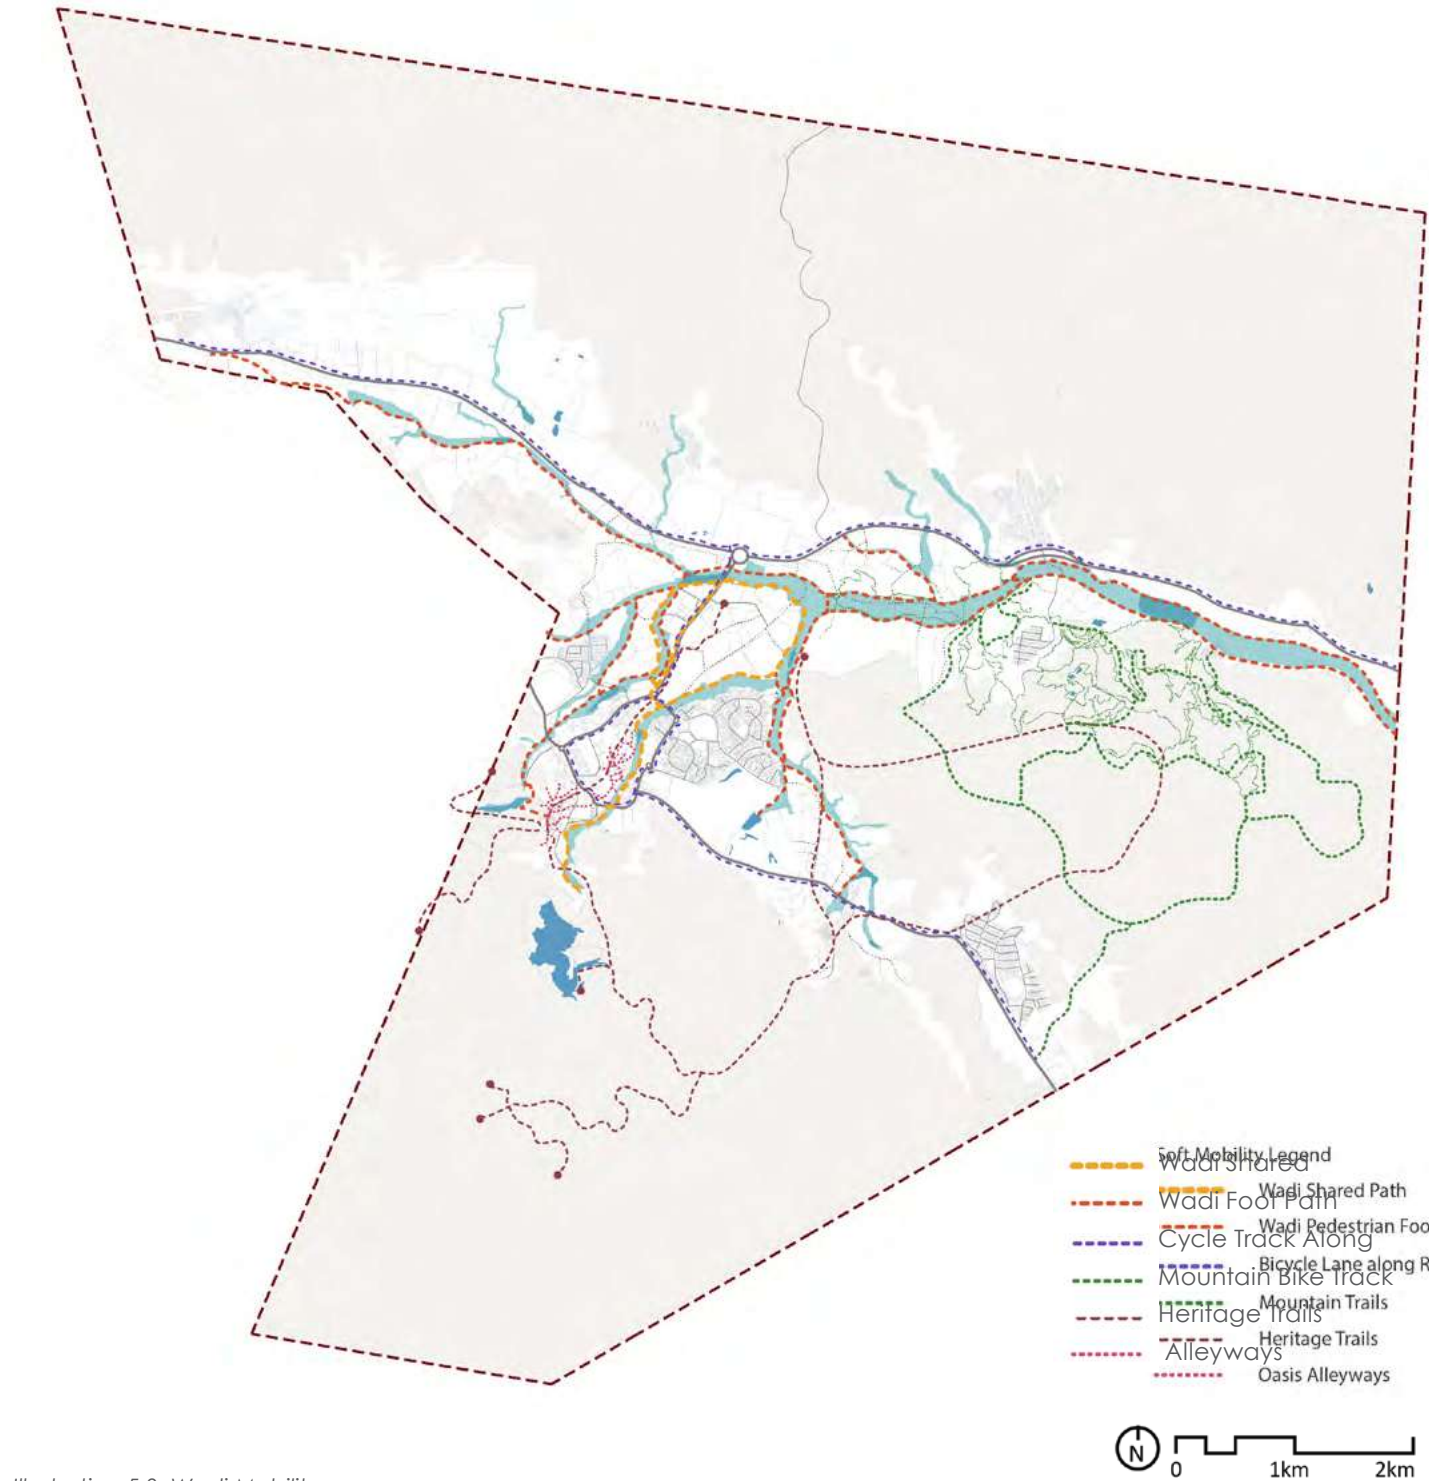 Soft Mobility Legend
Wadi Shared
Wadi Shared Path
Wadi Foot Path
Wadi Pedestrian Foo
Cycle Track Along
Bicycle Lane along R
Mountain Bike Track
Mountain Trails
Heritage Trails
Heritage Trails
Alleyways
Oasis Alleyways
N
0 1km 2km